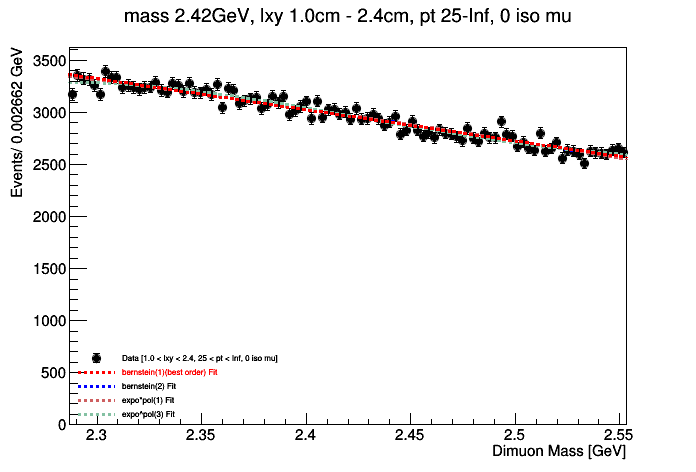 mass 2.42GeV, lxy 1.0cm - 2.4cm, pt 25-Inf, 0 iso mu
Events/ 0.002662 GeV
3500
3000
2500
2000
1500
1000
500
0
Data [1.0 < lxy < 2.4, 25 < pt < Inf, 0 iso mu]
bernstein(1)(best order) Fit
bernstein(2) Fit
expo*pol(1) Fit
expo^pol(3) Fit
2.3 2.35 2.4 2.45 2.5 2.55
Dimuon Mass [GeV]